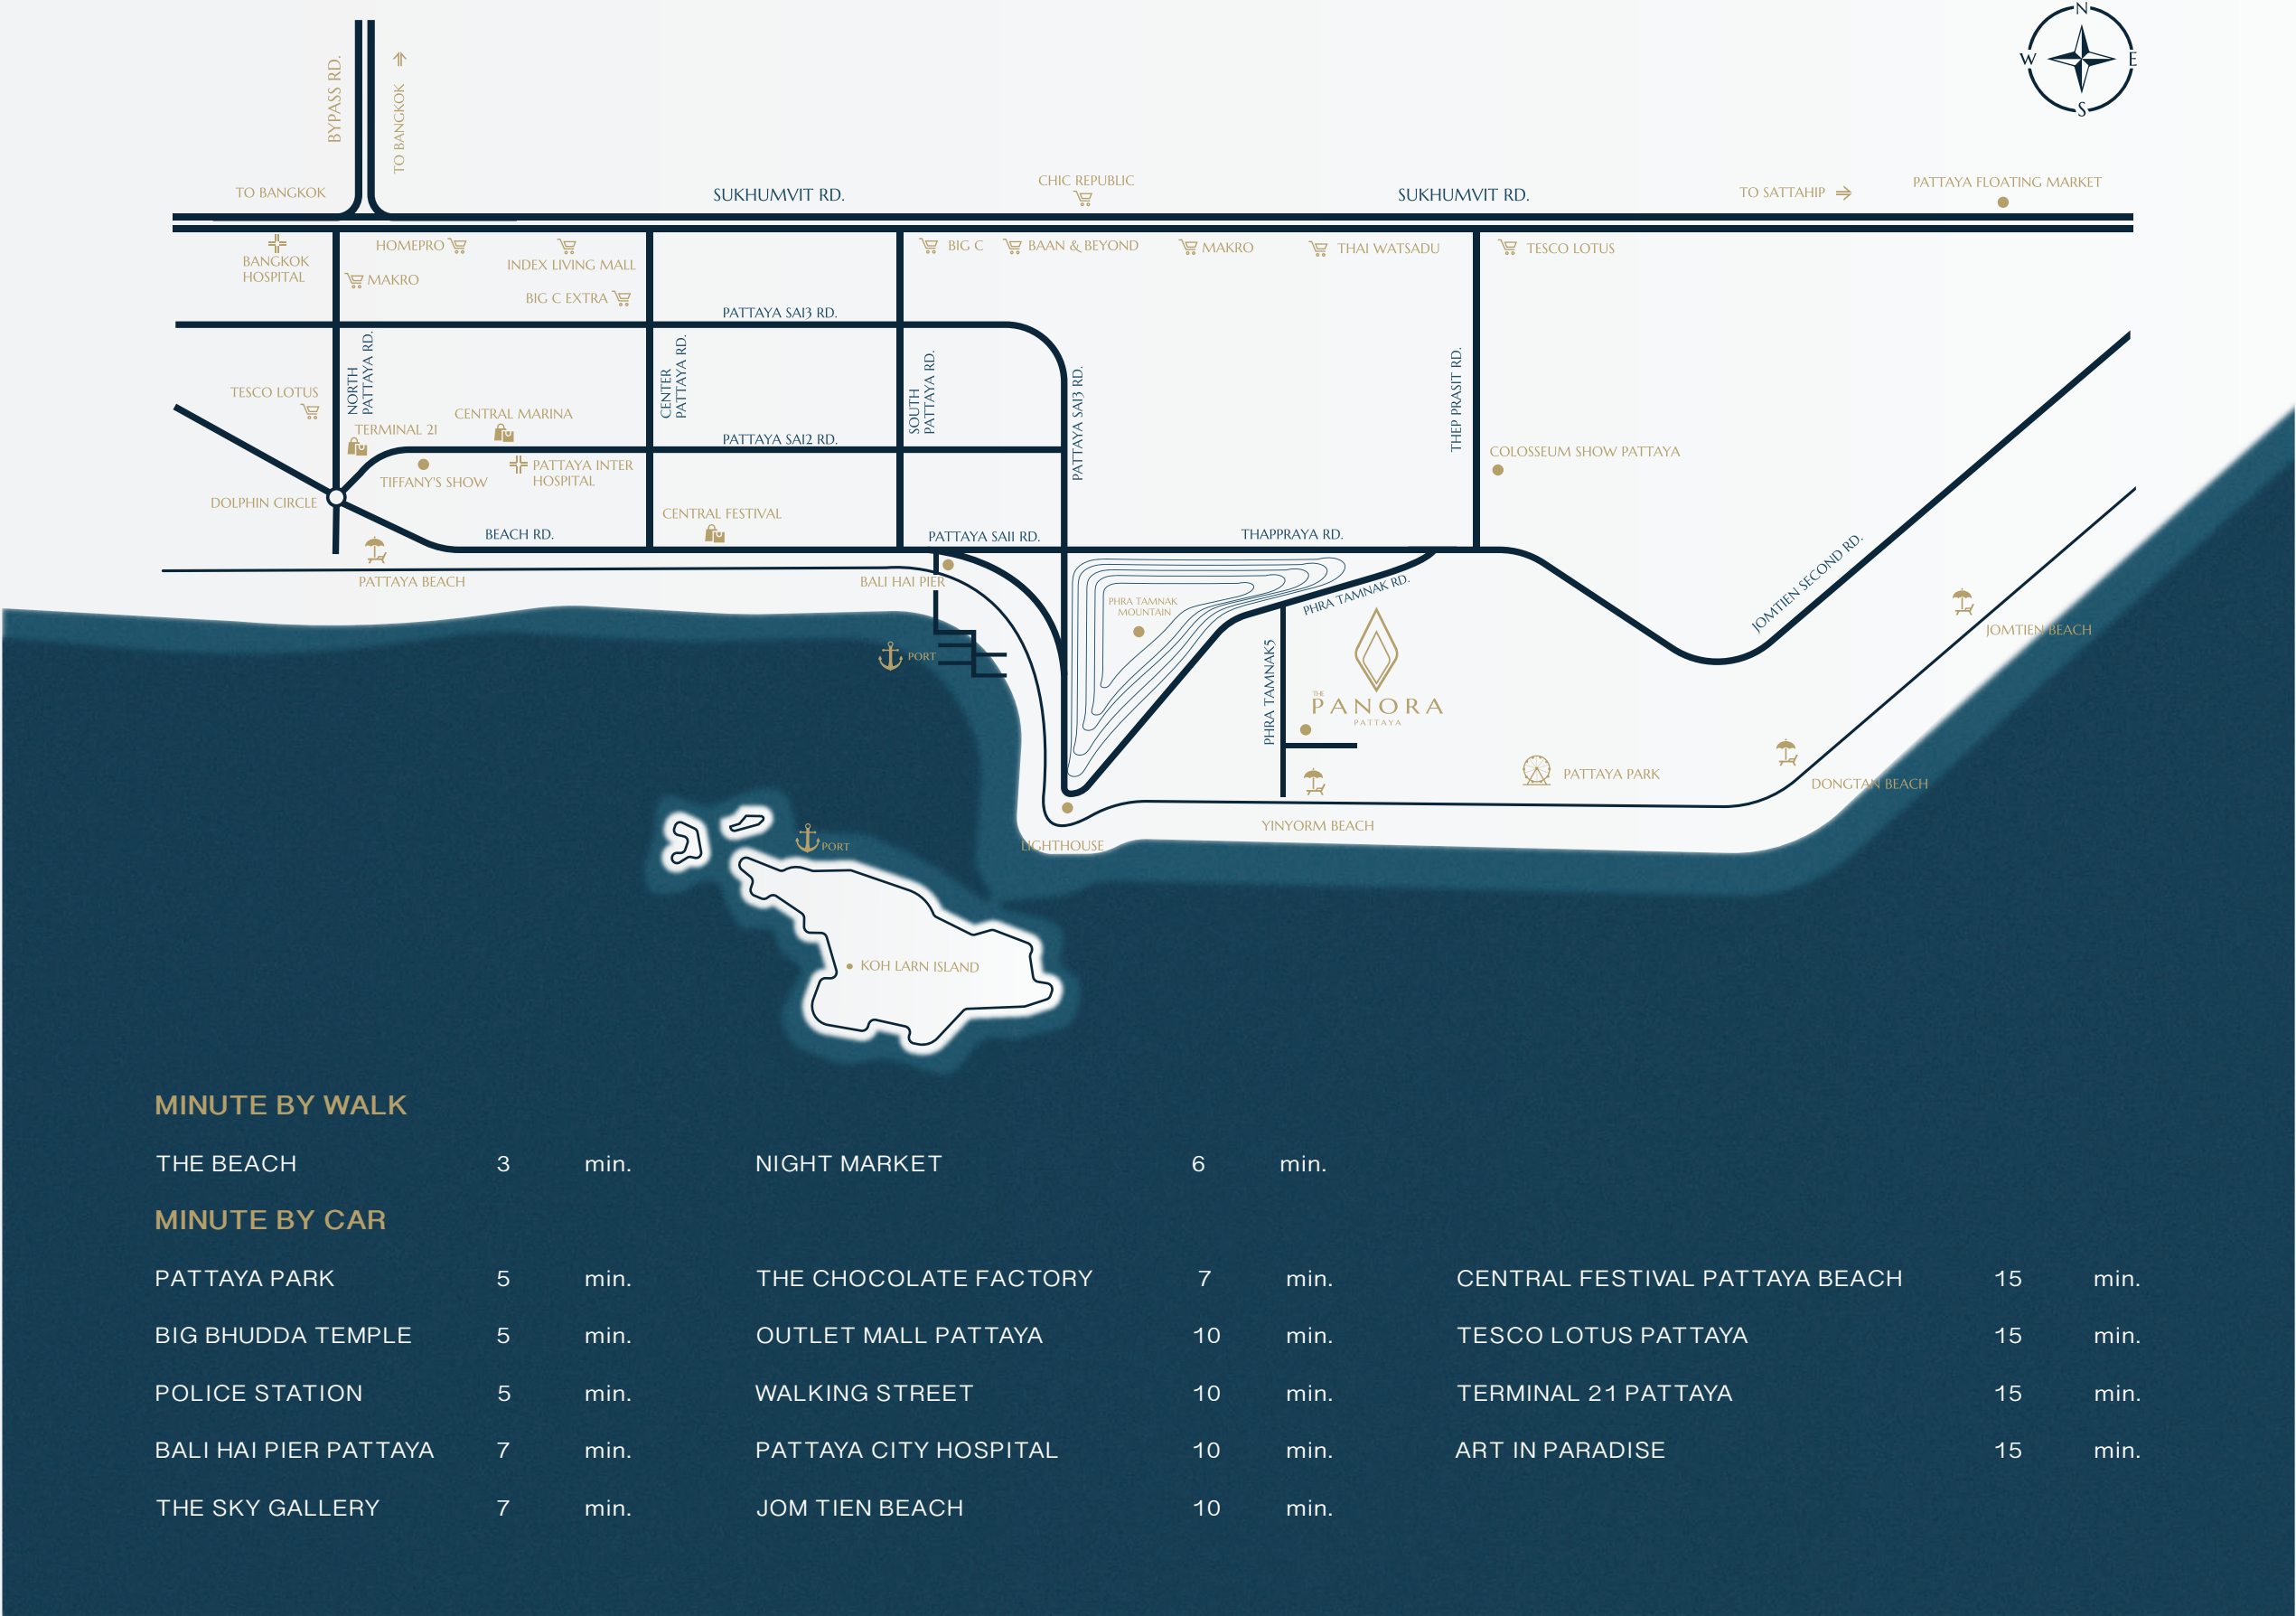 N
W
E
S
BYPASS RD.
TO BANGKOK
TO BANGKOK
SUKHUMVIT RD.
CHIC REPUBLIC
SUKHUMVIT RD.
TO SATTAHIP
PATTAYA FLOATING MARKET
BANGKOK
HOSPITAL
HOMEPRO
MAKRO
INDEX LIVING MALL
BIG C EXTRA
BIG C
BAAN & BEYOND
MAKRO
THAI WATSADU
TESCO LOTUS
PATTAYA SAI3 RD.
NORTH
PATTAYA RD.
CENTER
PATTAYA RD.
SOUTH
PATTAYA RD.
PATTAYA SAI3 RD.
THEP PRASIT RD.
TESCO LOTUS
TERMINAL 21
CENTRAL MARINA
PATTAYA SAI2 RD.
COLOSSEUM SHOW PATTAYA
TIFFANY'S SHOW
PATTAYA INTER
HOSPITAL
DOLPHIN CIRCLE
CENTRAL FESTIVAL
BEACH RD.
PATTAYA SAI1 RD.
THAPPRAYA RD.
PATTAYA BEACH
BALI HAI PIER
PHRA TAMNAK RD.
JOMTIEN SECOND RD.
PHRA TAMNAK
MOUNTAIN
JOMTIEN BEACH
PORT
PHRA TAMNAK5
THE
PANORA
PATTAYA
PATTAYA PARK
DONGTAN BEACH
YINYORM BEACH
LIGHTHOUSE
PORT
KOH LARN ISLAND
MINUTE BY WALK
THE BEACH 3 min. NIGHT MARKET 6 min.
MINUTE BY CAR
PATTAYA PARK 5 min. THE CHOCOLATE FACTORY 7 min. CENTRAL FESTIVAL PATTAYA BEACH 15 min.
BIG BHUDDA TEMPLE 5 min. OUTLET MALL PATTAYA 10 min. TESCO LOTUS PATTAYA 15 min.
POLICE STATION 5 min. WALKING STREET 10 min. TERMINAL 21 PATTAYA 15 min.
BALI HAI PIER PATTAYA 7 min. PATTAYA CITY HOSPITAL 10 min. ART IN PARADISE 15 min.
THE SKY GALLERY 7 min. JOM TIEN BEACH 10 min.